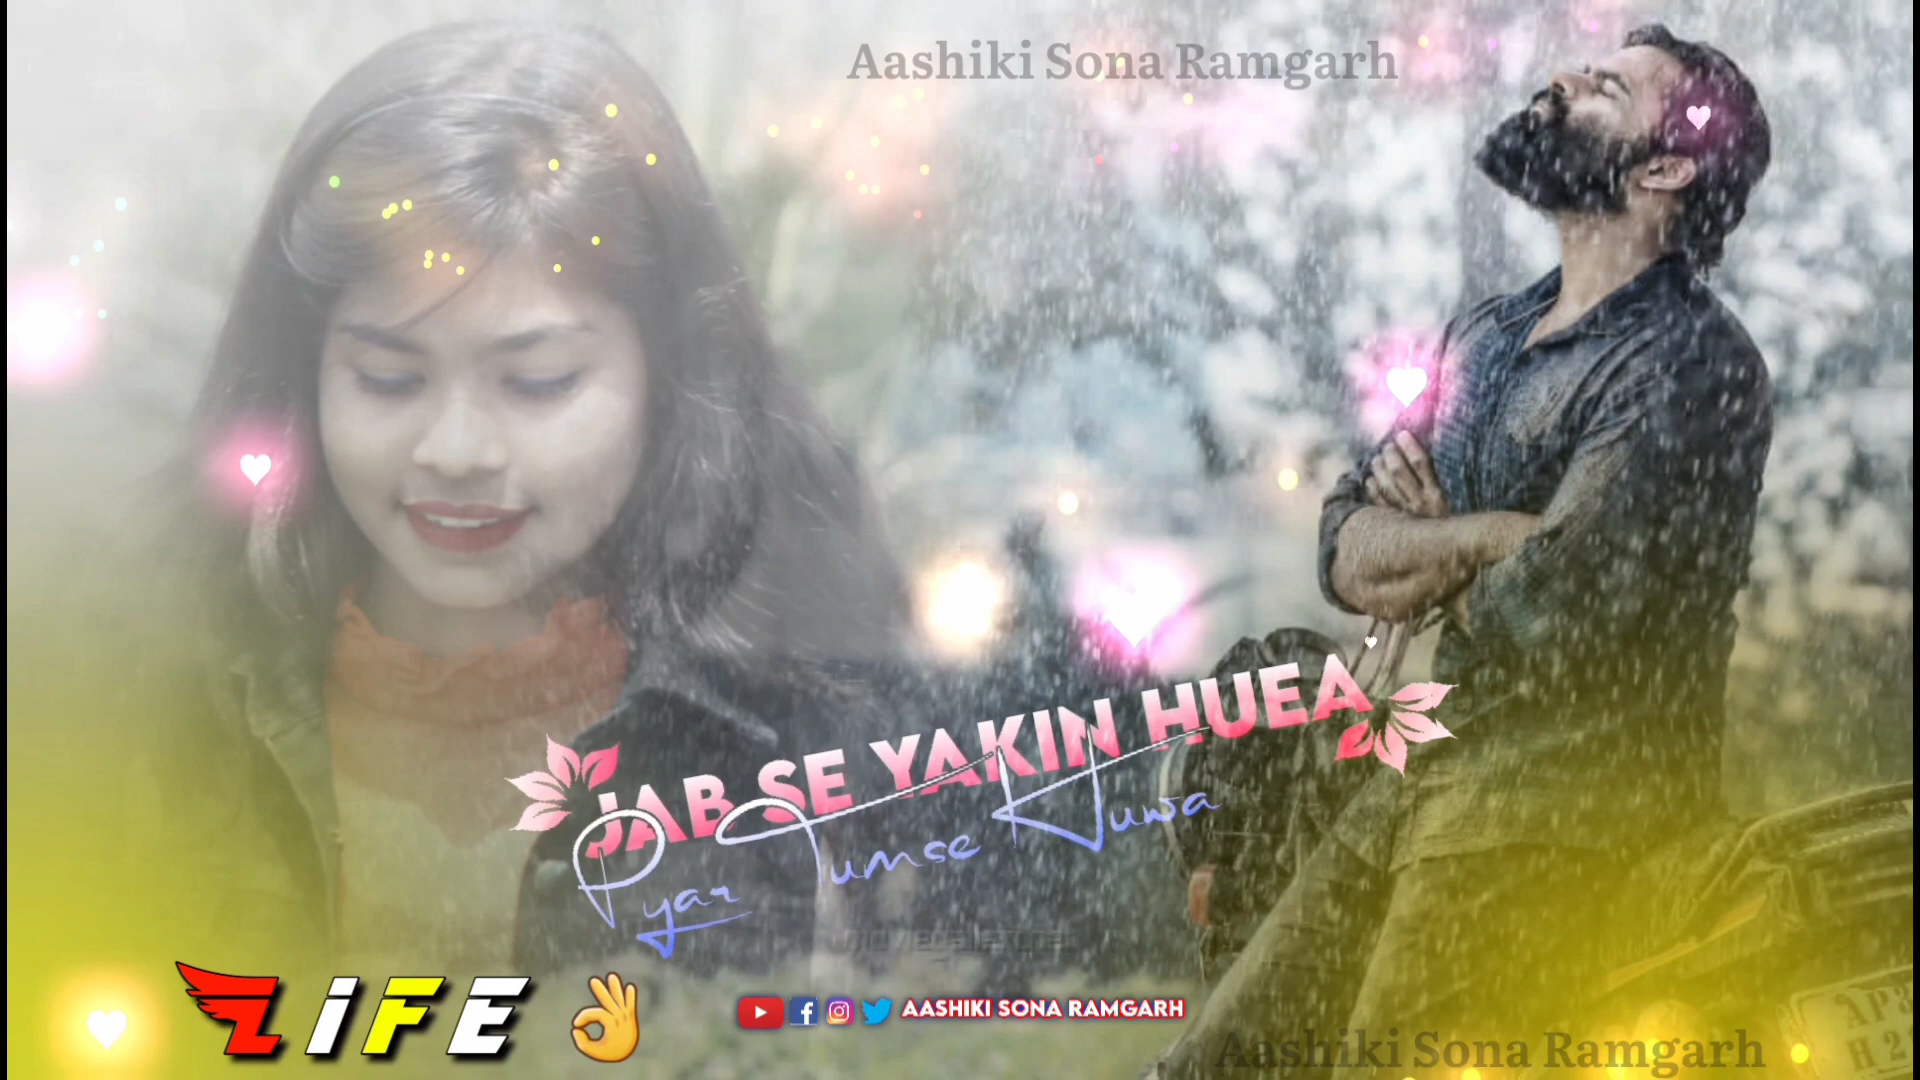 Aashiki Sona Ramgarh
JAB SE YAKIN HUEA
Pyar Tumse Huwa
LIFE 👌
AASHIKI SONA RAMGARH
Aashiki Sona Ramgarh